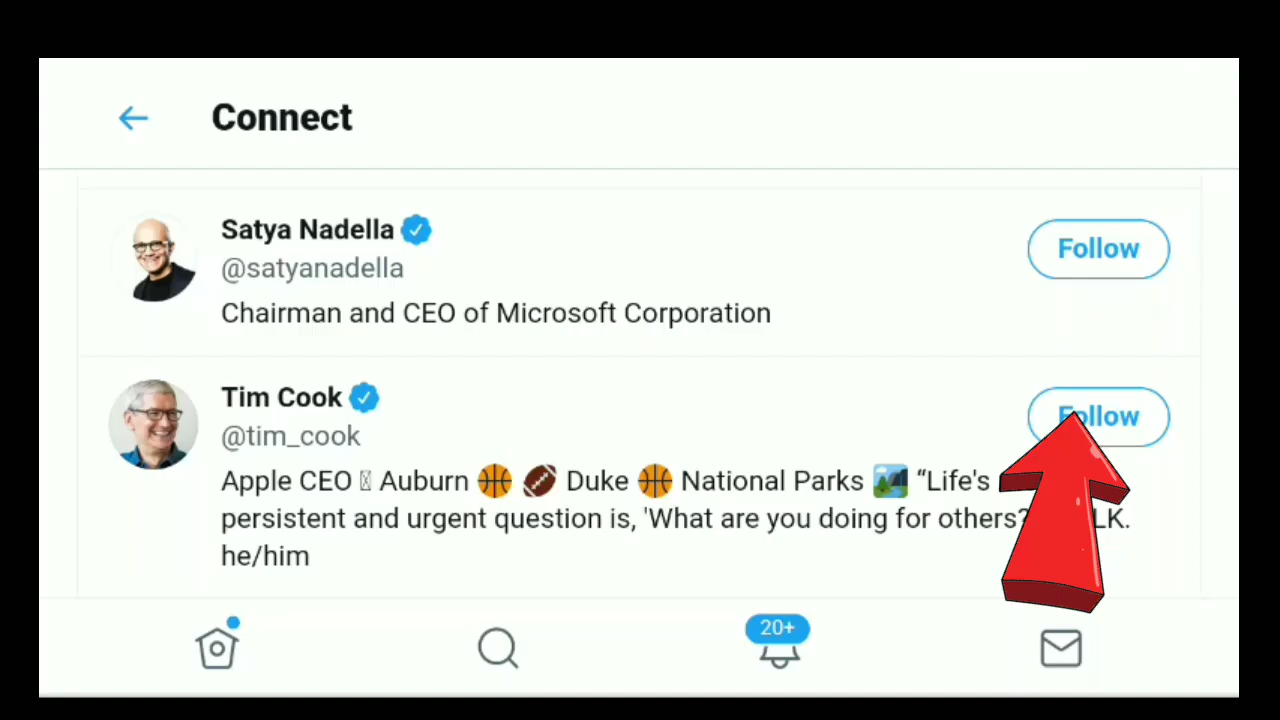 Connect
Satya Nadella
Follow
@satyanadella
Chairman and CEO of Microsoft Corporation
Tim Cook
Follow
@tim_cook
Apple CEO Auburn 🏀 🏈 Duke 🏀 National Parks 🏞️ “Life's
persistent and urgent question is, 'What are you doing for others? LK.
he/him
20+